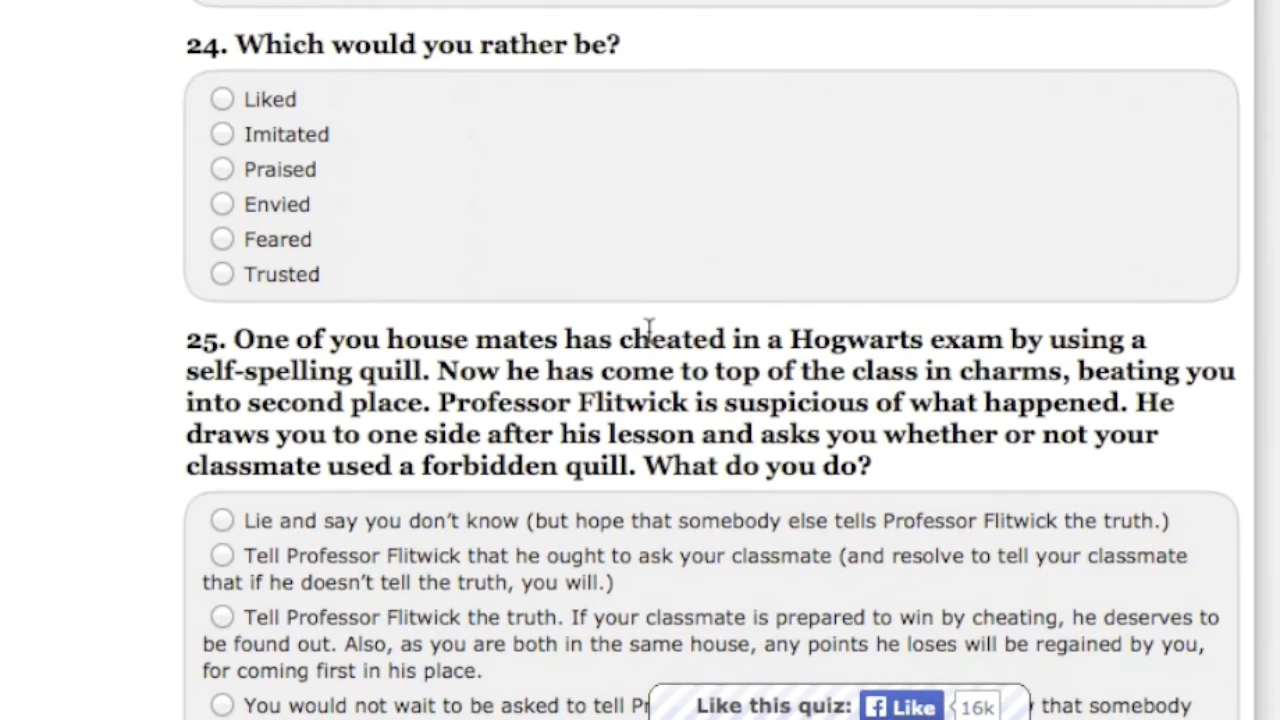 24. Which would you rather be?
Liked
Imitated
Praised
Envied
Feared
Trusted
25. One of you house mates has cheated in a Hogwarts exam by using a
self-spelling quill. Now he has come to top of the class in charms, beating you
into second place. Professor Flitwick is suspicious of what happened. He
draws you to one side after his lesson and asks you whether or not your
classmate used a forbidden quill. What do you do?
Lie and say you don't know (but hope that somebody else tells Professor Flitwick the truth.)
Tell Professor Flitwick that he ought to ask your classmate (and resolve to tell your classmate
that if he doesn't tell the truth, you will.)
Tell Professor Flitwick the truth. If your classmate is prepared to win by cheating, he deserves to
be found out. Also, as you are both in the same house, any points he loses will be regained by you,
for coming first in his place.
You would not wait to be asked to tell that somebody
Like this quiz: Like 16k